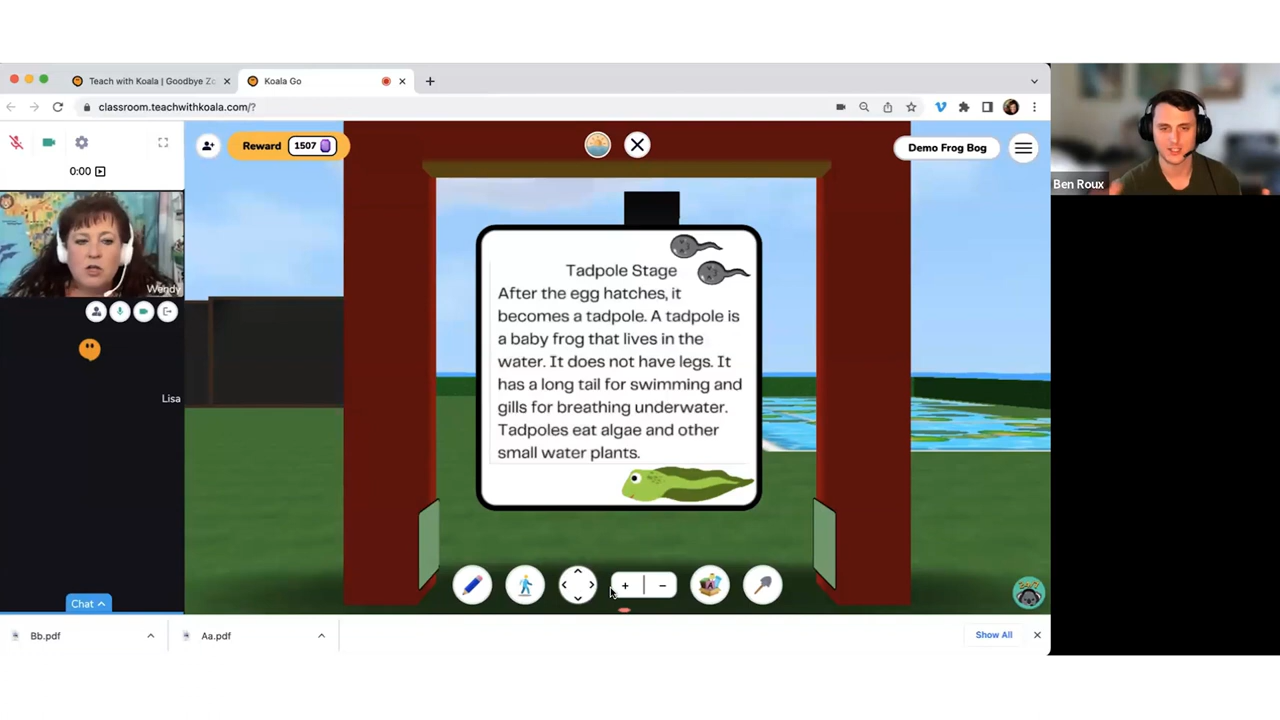 Teach with Koala | Goodbye Zo
Koala Go
classroom.teachwithkoala.com/?
0:00
Reward 1507
Demo Frog Bog
Ben Roux
Wendy
Lisa
Tadpole Stage
After the egg hatches, it
becomes a tadpole. A tadpole is
a baby frog that lives in the
water. It does not have legs. It
has a long tail for swimming and
gills for breathing underwater.
Tadpoles eat algae and other
small water plants.
+ | −
Chat
Bb.pdf
Aa.pdf
Show All